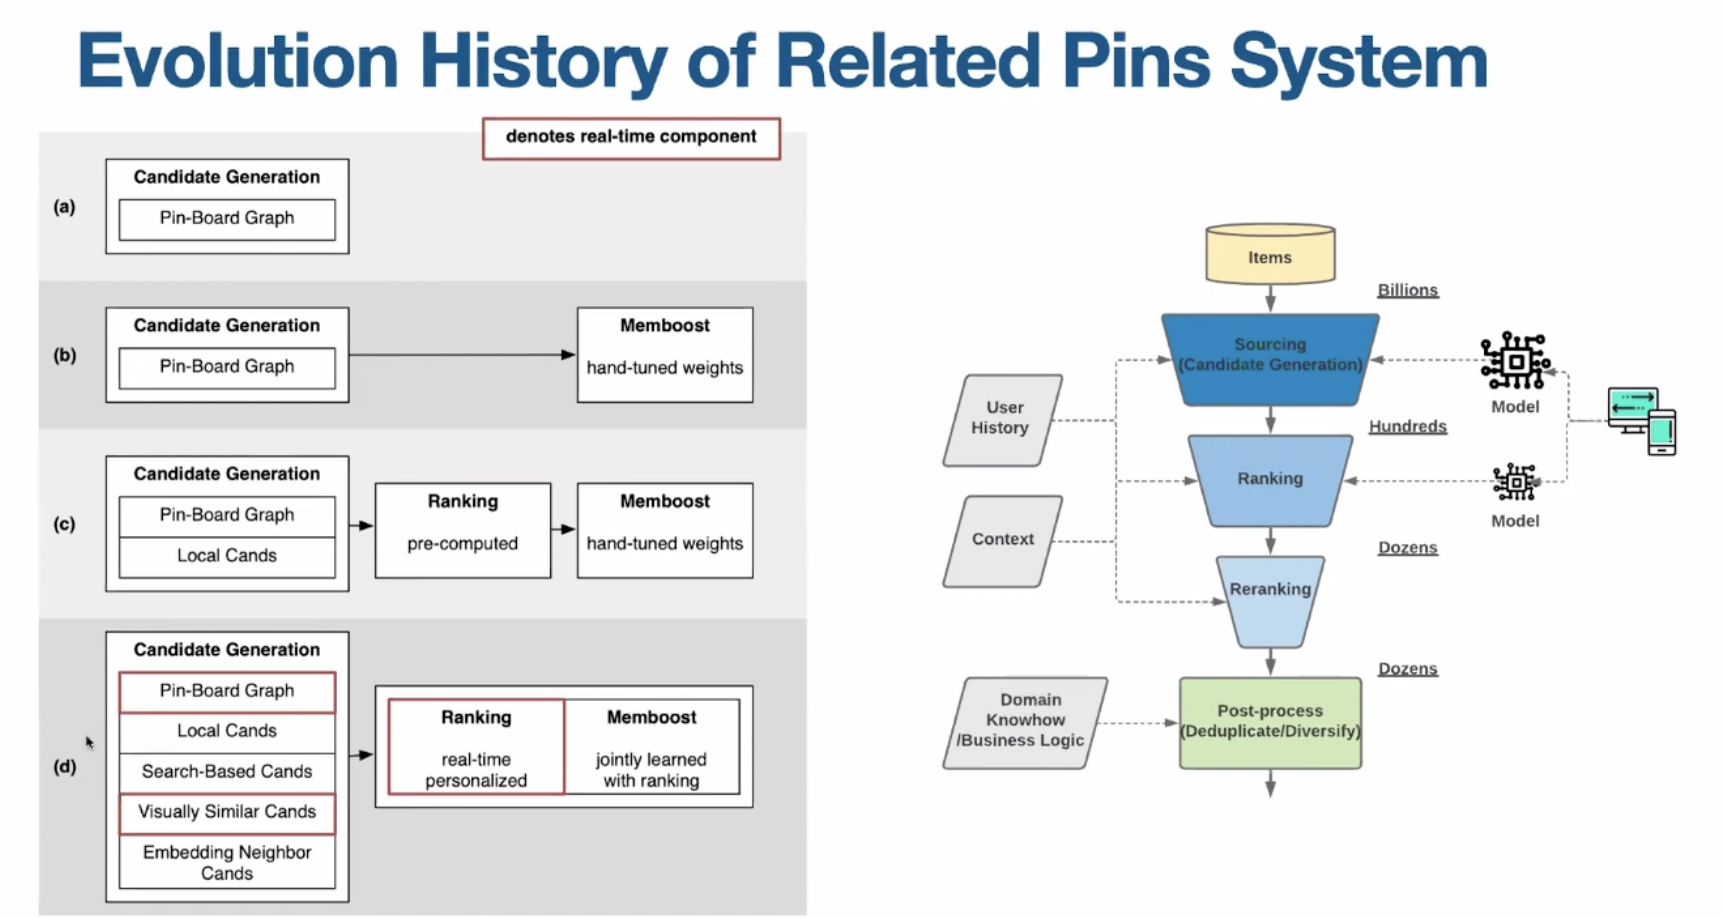 Evolution History of Related Pins System
denotes real-time component
(a)
Candidate Generation
Pin-Board Graph
(b)
Candidate Generation
Pin-Board Graph
Memboost
hand-tuned weights
(c)
Candidate Generation
Pin-Board Graph
Local Cands
Ranking
pre-computed
Memboost
hand-tuned weights
(d)
Candidate Generation
Pin-Board Graph
Local Cands
Search-Based Cands
Visually Similar Cands
Embedding Neighbor
Cands
Ranking
real-time
personalized
Memboost
jointly learned
with ranking
Items
Billions
Sourcing
(Candidate Generation)
Model
User
History
Hundreds
Ranking
Model
Context
Dozens
Reranking
Dozens
Domain
Knowhow
/Business Logic
Post-process
(Deduplicate/Diversify)